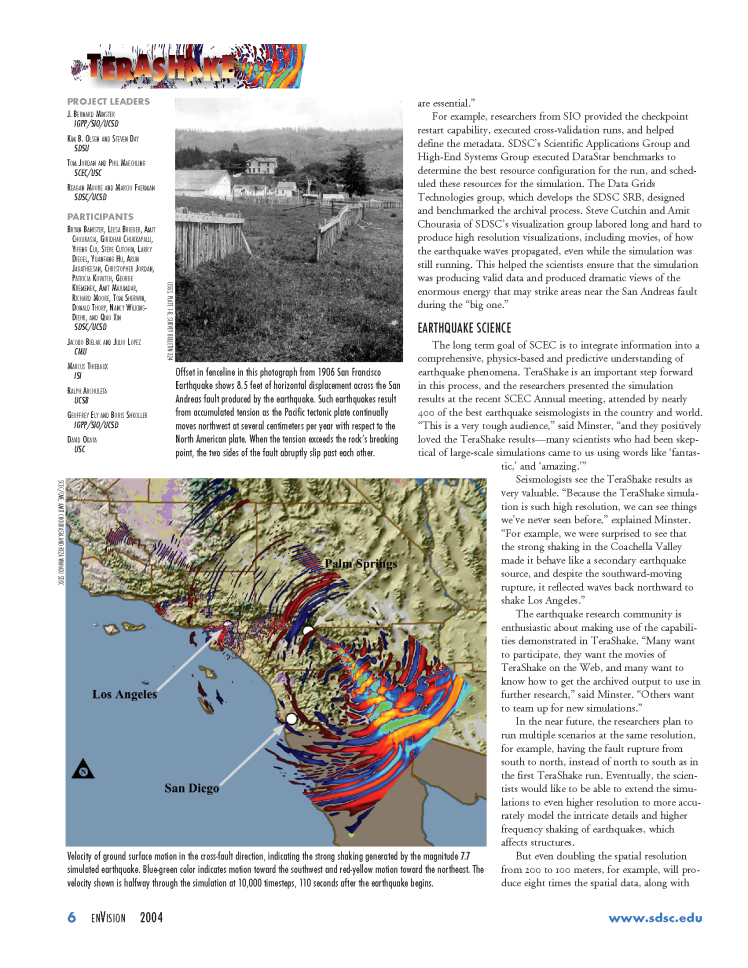 TERASHAKE
PROJECT LEADERS
J. BERNARD MINSTER
IGPP/SIO/UCSD
KIM B. OLSEN AND STEVEN DAY
SDSU
TOM JORDAN AND PHIL MAECHLING
SCEC/USC
REAGAN MOORE AND MARCIO FAERMAN
SDSC/UCSD
PARTICIPANTS
BRYAN BANISTER, LEESA BRIEGER, AMIT
CHOURASIA, GIRIDHAR CHUKKAPALLI,
YIFENG CUI, STEVE CUTCHIN, LARRY
DIEGEL, YUANFANG HU, ARUN
JAGATHEESAN, CHRISTOPHER JORDAN,
PATRICIA KOVATCH, GEORGE
KREMENEK, AMIT MAJUMDAR,
RICHARD MOORE, TOM SHERWIN,
DONALD THORP, NANCY WILKINS-
DIEHR, AND QIAO XIN
SDSC/UCSD
JACOBO BIELAK AND JULIO LOPEZ
CMU
MARCUS THIEBAUX
ISI
RALPH ARCHULETA
UCSB
GEOFFREY ELY AND BORIS SHKOLLER
IGPP/SIO/UCSD
DAVID OKAYA
USC
USGS, PLATE 1-B, SURVEY BULLETIN 324
Offset in fenceline in this photograph from 1906 San Francisco
Earthquake shows 8.5 feet of horizontal displacement across the San
Andreas fault produced by the earthquake. Such earthquakes result
from accumulated tension as the Pacific tectonic plate continually
moves northwest at several centimeters per year with respect to the
North American plate. When the tension exceeds the rock's breaking
point, the two sides of the fault abruptly slip past each other.
are essential."
For example, researchers from SIO provided the checkpoint
restart capability, executed cross-validation runs, and helped
define the metadata. SDSC's Scientific Applications Group and
High-End Systems Group executed DataStar benchmarks to
determine the best resource configuration for the run, and sched-
uled these resources for the simulation. The Data Grids
Technologies group, which develops the SDSC SRB, designed
and benchmarked the archival process. Steve Cutchin and Amit
Chourasia of SDSC's visualization group labored long and hard to
produce high resolution visualizations, including movies, of how
the earthquake waves propagated, even while the simulation was
still running. This helped the scientists ensure that the simulation
was producing valid data and produced dramatic views of the
enormous energy that may strike areas near the San Andreas fault
during the "big one."
EARTHQUAKE SCIENCE
The long term goal of SCEC is to integrate information into a
comprehensive, physics-based and predictive understanding of
earthquake phenomena. TeraShake is an important step forward
in this process, and the researchers presented the simulation
results at the recent SCEC Annual meeting, attended by nearly
400 of the best earthquake seismologists in the country and world.
"This is a very tough audience," said Minster, "and they positively
loved the TeraShake results—many scientists who had been skep-
tical of large-scale simulations came to us using words like 'fantas-
tic,' and 'amazing.'"
Seismologists see the TeraShake results as
very valuable. "Because the TeraShake simula-
tion is such high resolution, we can see things
we've never seen before," explained Minster.
"For example, we were surprised to see that
the strong shaking in the Coachella Valley
made it behave like a secondary earthquake
source, and despite the southward-moving
rupture, it reflected waves back northward to
shake Los Angeles."
The earthquake research community is
enthusiastic about making use of the capabili-
ties demonstrated in TeraShake. "Many want
to participate, they want the movies of
TeraShake on the Web, and many want to
know how to get the archived output to use in
further research," said Minster. "Others want
to team up for new simulations."
In the near future, the researchers plan to
run multiple scenarios at the same resolution,
for example, having the fault rupture from
south to north, instead of north to south as in
the first TeraShake run. Eventually, the scien-
tists would like to be able to extend the simu-
lations to even higher resolution to more accu-
rately model the intricate details and higher
frequency shaking of earthquakes, which
affects structures.
But even doubling the spatial resolution
from 200 to 100 meters, for example, will pro-
duce eight times the spatial data, along with
Palm Springs
Los Angeles
San Diego
N
Velocity of ground surface motion in the cross-fault direction, indicating the strong shaking generated by the magnitude 7.7
simulated earthquake. Blue-green color indicates motion toward the southwest and red-yellow motion toward the northeast. The
velocity shown is halfway through the simulation at 10,000 timesteps, 110 seconds after the earthquake begins.
6 ENVISION 2004
www.sdsc.edu